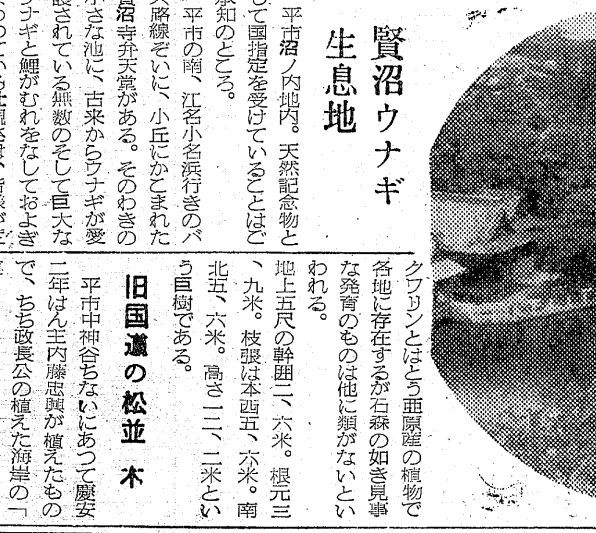 賢沼ウナギ
生息地
平市沼ノ内地内。天然記念物と
して国指定を受けていることはご
承知のところ。
平市の南、江名小名浜行きのバ
ス路線ぞいに、小丘にかこまれた
賢沼寺弁天堂がある。そのわきの
小さな池に、古来からウナギが愛
護されている無数のそして巨大な
ウナギと鯉がむれをなしておよぎ
クワリンとはとう亜原産の植物で
各地に存在するが石森の如き見事
な発育のものは他に類がないとい
われる。
地上五尺の幹囲二、六米。根元三
、九米。枝張は本西五、六米。南
北五、六米。高さ一二、二米とい
う巨樹である。
旧国道の松並木
平市中神谷ちないにあつて慶安
二年はん主内藤忠興が植えたもの
で、ちち政長公の植えた海岸の「